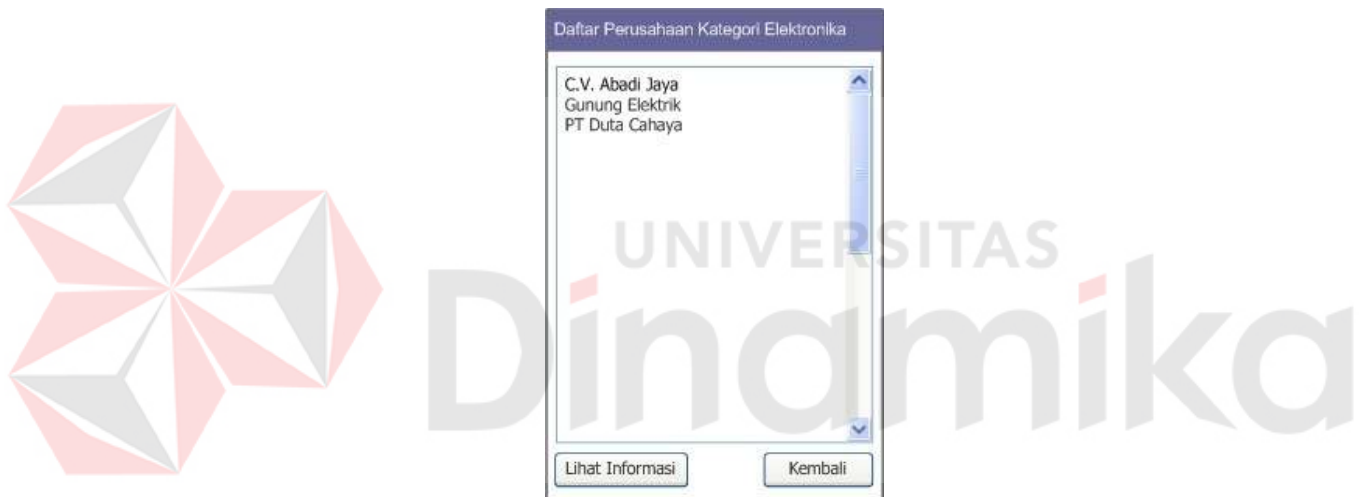 Daftar Perusahaan Kategori Elektronika
C.V. Abadi Jaya
Gunung Elektrik
PT Duta Cahaya
UNIVERSITAS
Dinamika
Lihat Informasi
Kembali